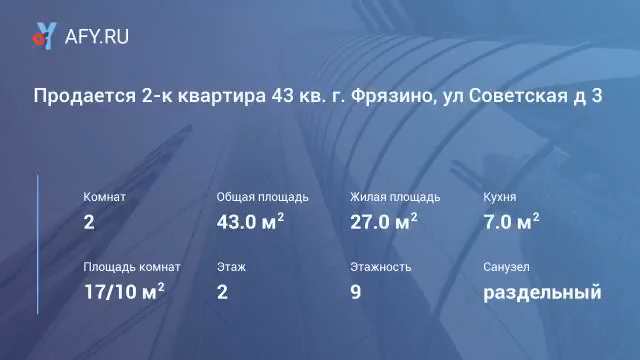 AFY.RU
Продается 2-к квартира 43 кв. г. Фрязино, ул Советская д 3
Комнат
2
Общая площадь
43.0 м²
Жилая площадь
27.0 м²
Кухня
7.0 м²
Площадь комнат
17/10 м²
Этаж
2
Этажность
9
Санузел
раздельный